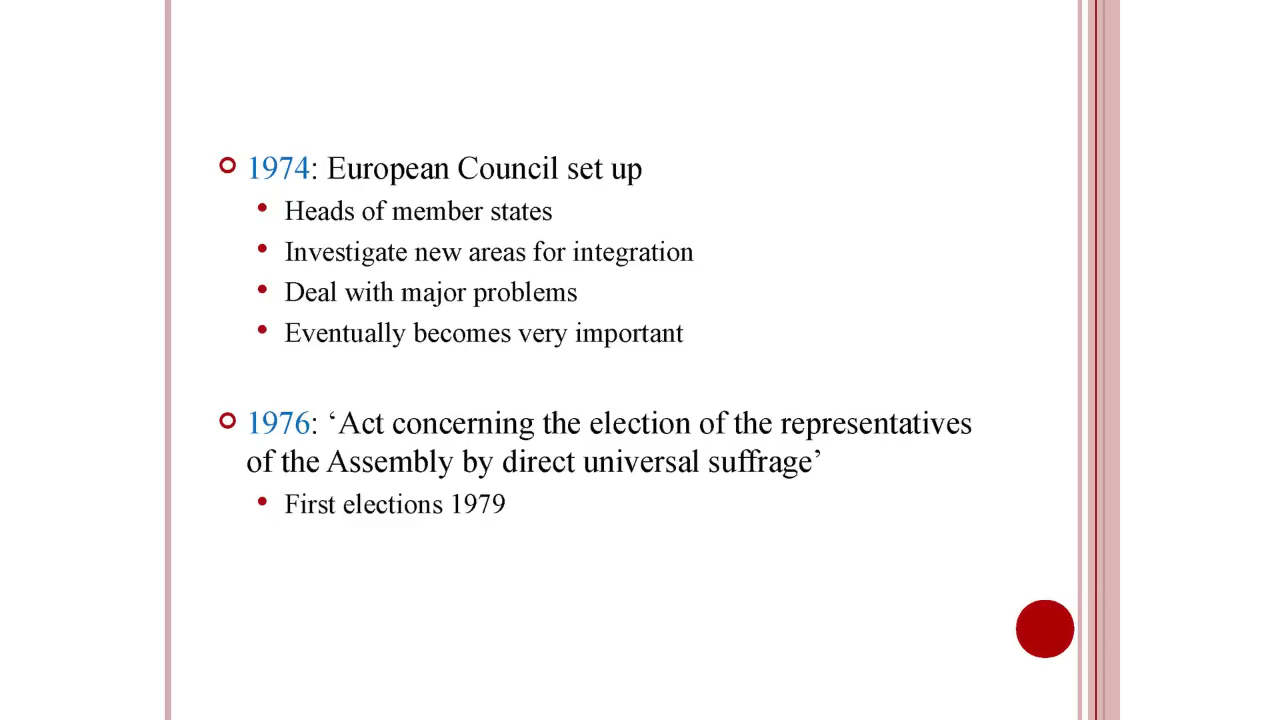 1974: European Council set up
• Heads of member states
• Investigate new areas for integration
• Deal with major problems
• Eventually becomes very important
1976: ‘Act concerning the election of the representatives
of the Assembly by direct universal suffrage’
• First elections 1979